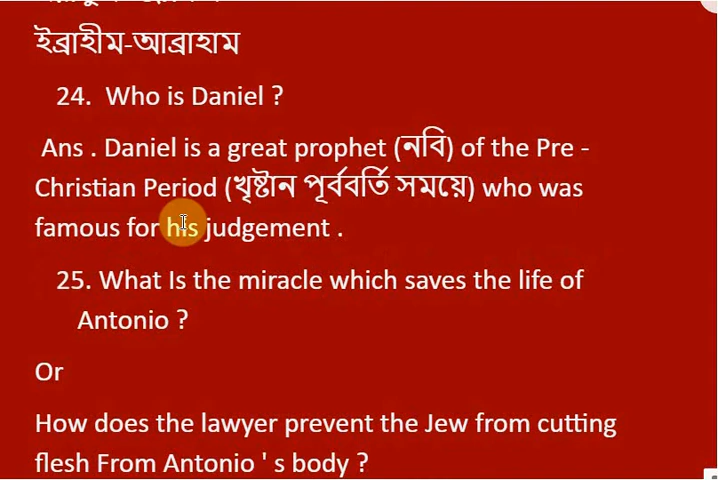 ইব্রাহীম-আব্রাহাম
24. Who is Daniel ?
Ans . Daniel is a great prophet (নবি) of the Pre -
Christian Period (খৃষ্টান পূর্ববর্তি সময়ে) who was
famous for his judgement .
25. What Is the miracle which saves the life of
Antonio ?
Or
How does the lawyer prevent the Jew from cutting
flesh From Antonio ' s body ?